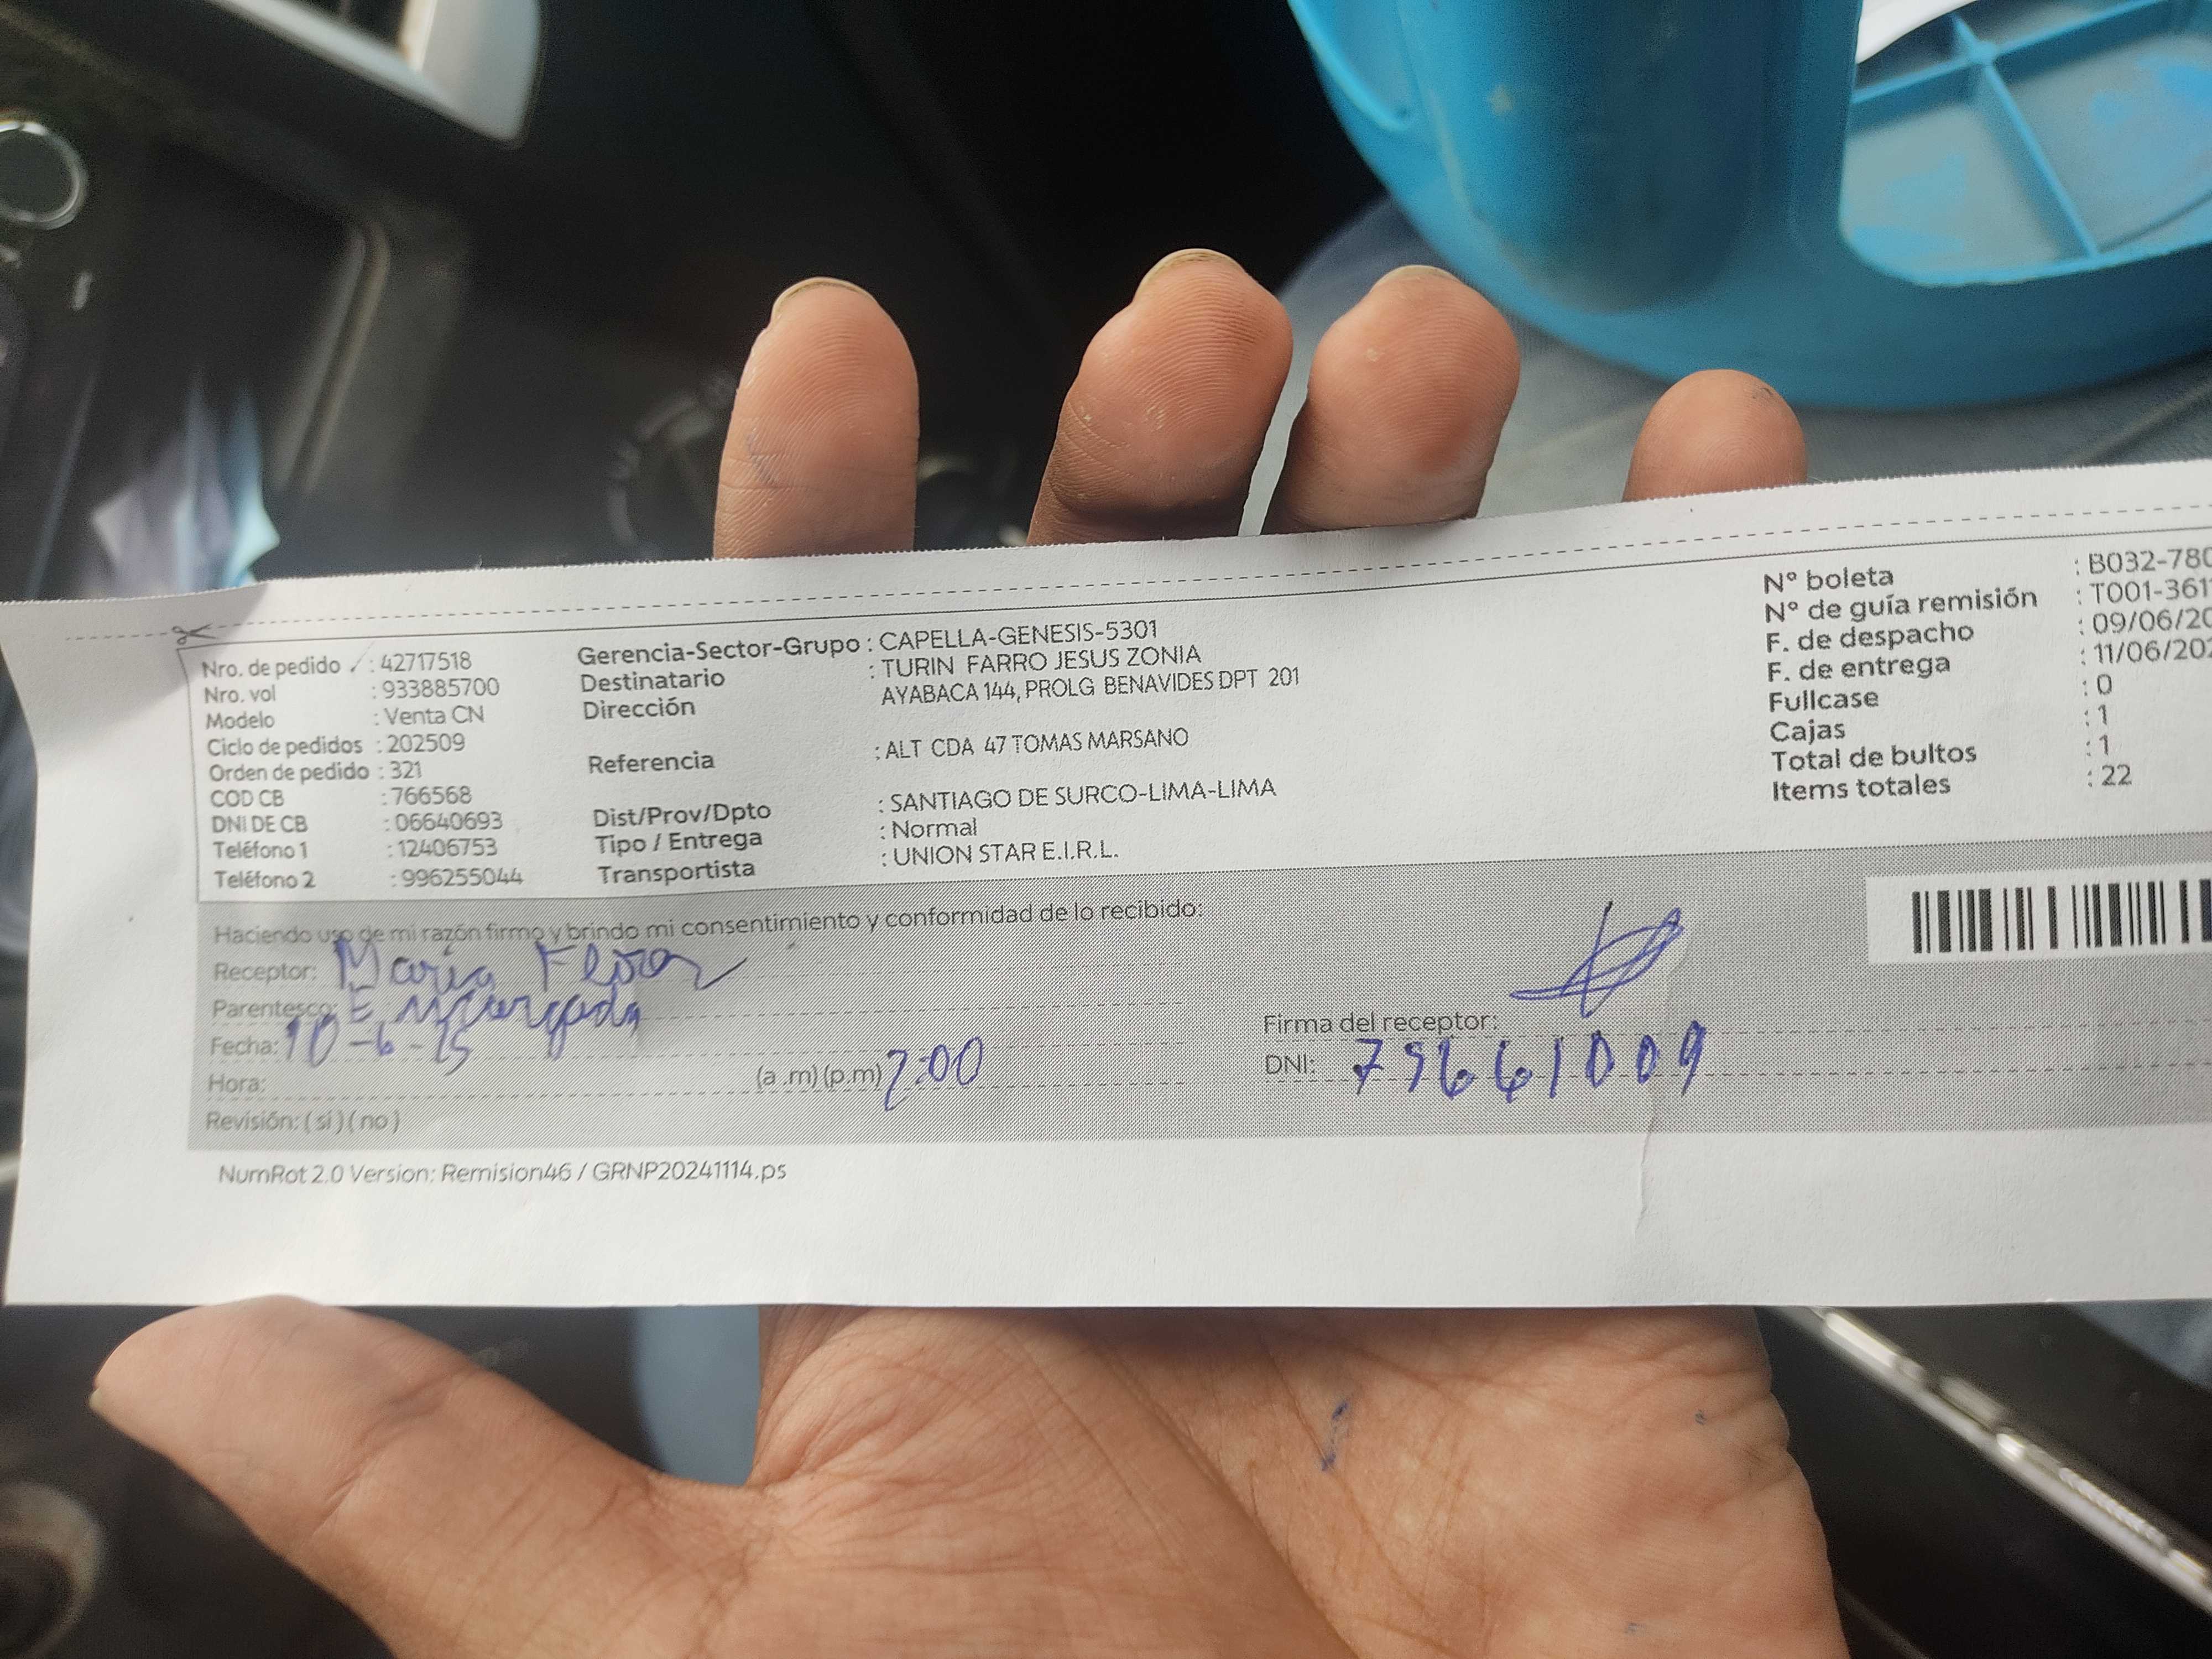 Nro. de pedido : 42717518
Nro. vol : 933885700
Modelo : Venta CN
Ciclo de pedidos : 202509
Orden de pedido : 321
COD CB : 766568
DNI DE CB : 06640693
Teléfono 1 : 12406753
Teléfono 2 : 996255044
Gerencia-Sector-Grupo : CAPELLA-GENESIS-5301
Destinatario : TURIN FARRO JESUS ZONIA
Dirección AYABACA 144, PROLG BENAVIDES DPT 201
Referencia : ALT CDA 47 TOMAS MARSANO
Dist/Prov/Dpto : SANTIAGO DE SURCO-LIMA-LIMA
Tipo / Entrega : Normal
Transportista : UNION STAR E.I.R.L.
N° boleta : B032-780
N° de guía remisión : T001-361
F. de despacho : 09/06/20
F. de entrega : 11/06/202
Fullcase : 0
Cajas : 1
Total de bultos : 1
Items totales : 22
Haciendo uso de mi razón firmo y brindo mi consentimiento y conformidad de lo recibido:
Receptor: María Flores
Parentesco: Encargada
Fecha: 10-6-25
Hora: (a.m) (p.m) 2:00
Revisión: ( si ) ( no )
Firma del receptor:
DNI:
NumRot 2.0 Version: Remision46 / GRNP20241114.ps